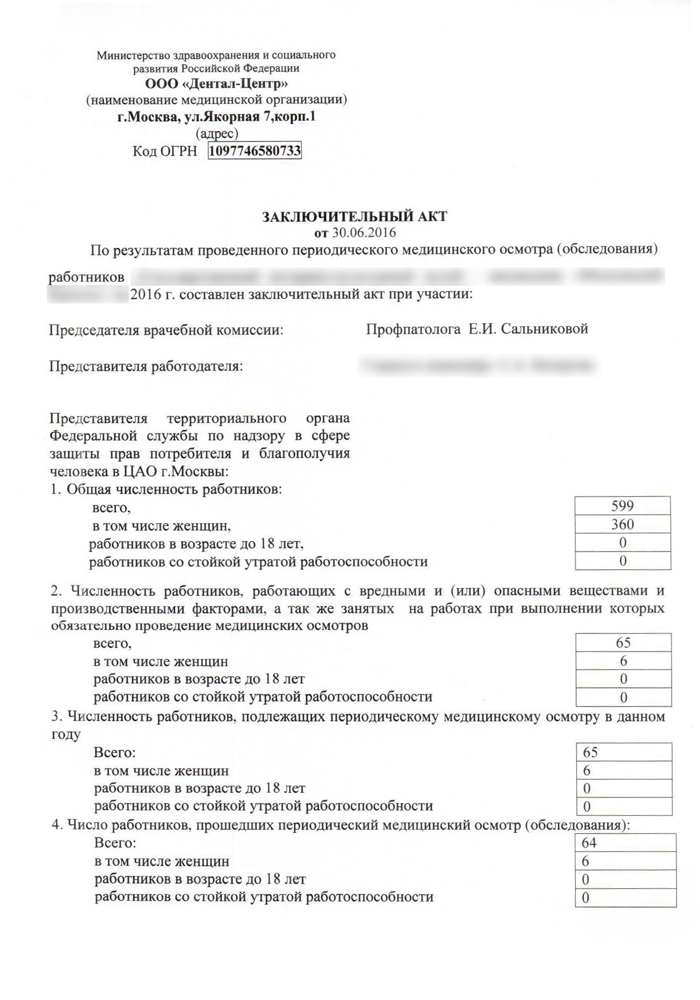 Министерство здравоохранения и социального
развития Российской Федерации
ООО «Дентал-Центр»
(наименование медицинской организации)
г.Москва, ул.Якорная 7,корп.1
(адрес)
Код ОГРН 1097746580733
ЗАКЛЮЧИТЕЛЬНЫЙ АКТ
от 30.06.2016
По результатам проведенного периодического медицинского осмотра (обследования)
работников
2016 г. составлен заключительный акт при участии:
Председателя врачебной комиссии: Профпатолога Е.И. Сальниковой
Представителя работодателя:
Представителя территориального органа
Федеральной службы по надзору в сфере
защиты прав потребителя и благополучия
человека в ЦАО г.Москвы:
1. Общая численность работников:
всего, 599
в том числе женщин, 360
работников в возрасте до 18 лет, 0
работников со стойкой утратой работоспособности 0
2. Численность работников, работающих с вредными и (или) опасными веществами и
производственными факторами, а так же занятых на работах при выполнении которых
обязательно проведение медицинских осмотров
всего, 65
в том числе женщин 6
работников в возрасте до 18 лет 0
работников со стойкой утратой работоспособности 0
3. Численность работников, подлежащих периодическому медицинскому осмотру в данном
году
Всего: 65
в том числе женщин 6
работников в возрасте до 18 лет 0
работников со стойкой утратой работоспособности 0
4. Число работников, прошедших периодический медицинский осмотр (обследования):
Всего: 64
в том числе женщин 6
работников в возрасте до 18 лет 0
работников со стойкой утратой работоспособности 0